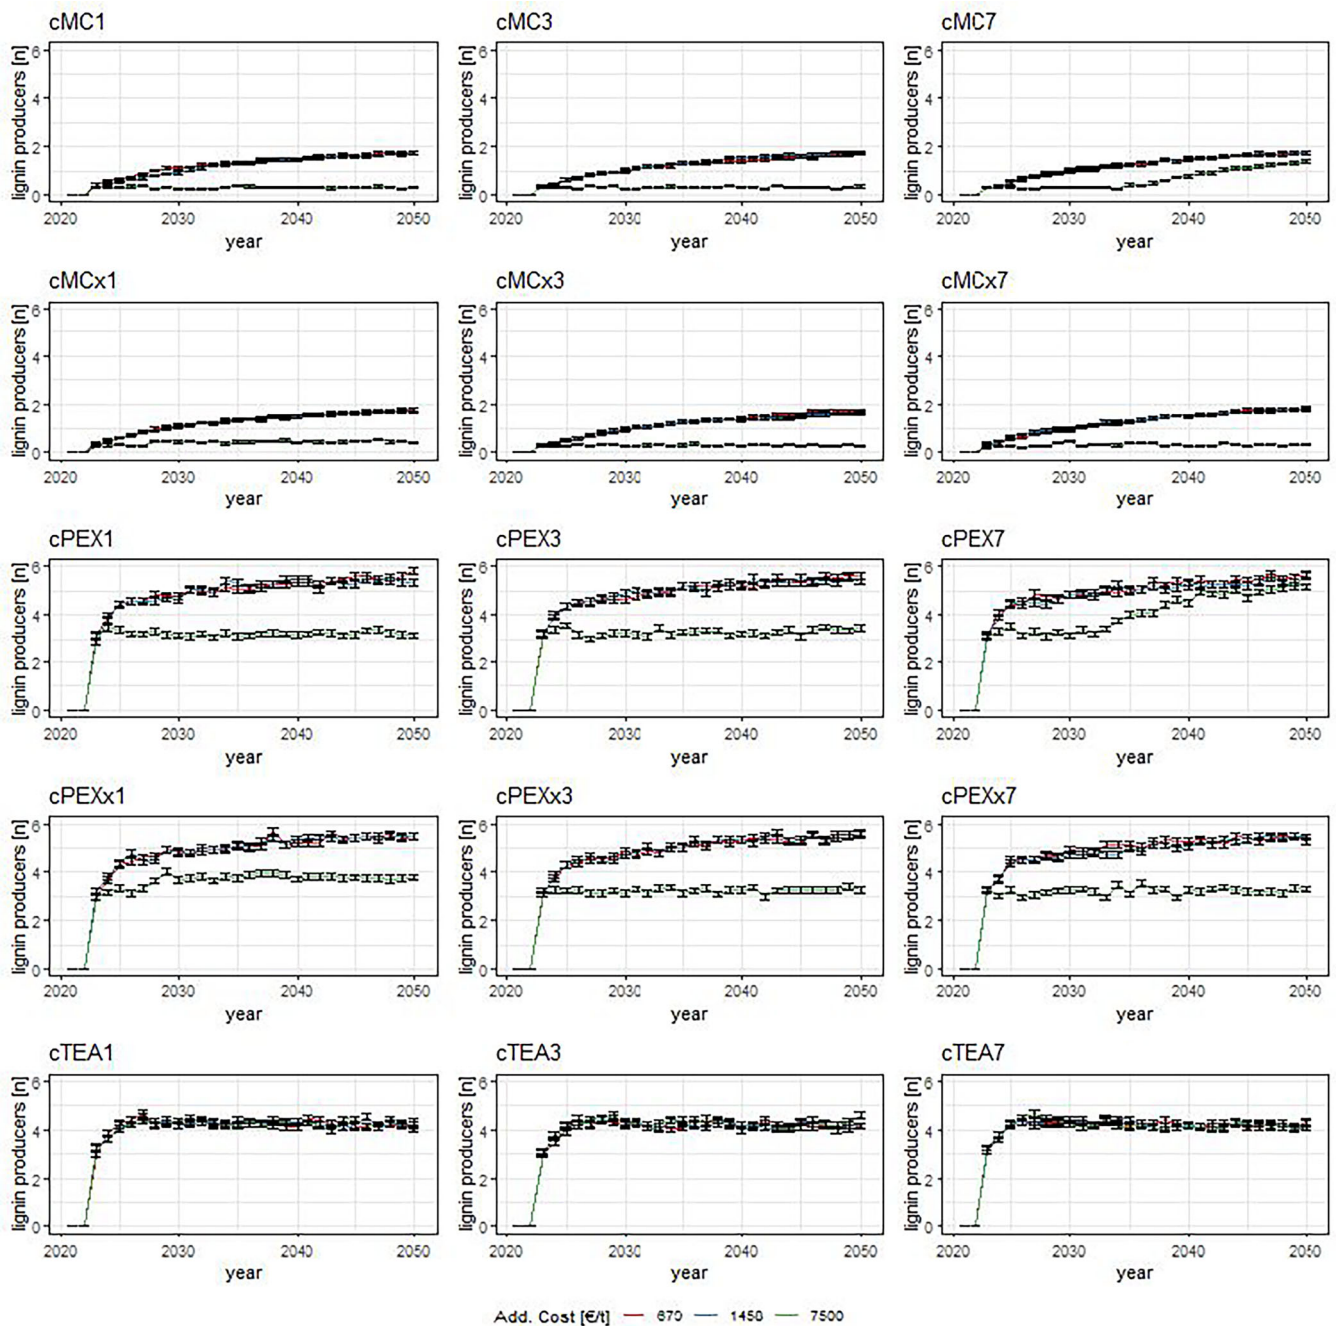 cMC1 cMC3 cMC7
lignin producers [n] lignin producers [n] lignin producers [n]
6 6 6
4 4 4
2 2 2
0 0 0
2020 2030 2040 2050 2020 2030 2040 2050 2020 2030 2040 2050
year year year
cMCx1 cMCx3 cMCx7
lignin producers [n] lignin producers [n] lignin producers [n]
6 6 6
4 4 4
2 2 2
0 0 0
2020 2030 2040 2050 2020 2030 2040 2050 2020 2030 2040 2050
year year year
cPEX1 cPEX3 cPEX7
lignin producers [n] lignin producers [n] lignin producers [n]
6 6 6
4 4 4
2 2 2
0 0 0
2020 2030 2040 2050 2020 2030 2040 2050 2020 2030 2040 2050
year year year
cPEXx1 cPEXx3 cPEXx7
lignin producers [n] lignin producers [n] lignin producers [n]
6 6 6
4 4 4
2 2 2
0 0 0
2020 2030 2040 2050 2020 2030 2040 2050 2020 2030 2040 2050
year year year
cTEA1 cTEA3 cTEA7
lignin producers [n] lignin producers [n] lignin producers [n]
6 6 6
4 4 4
2 2 2
0 0 0
2020 2030 2040 2050 2020 2030 2040 2050 2020 2030 2040 2050
year year year
Add. Cost [€/t] 670 1450 7500